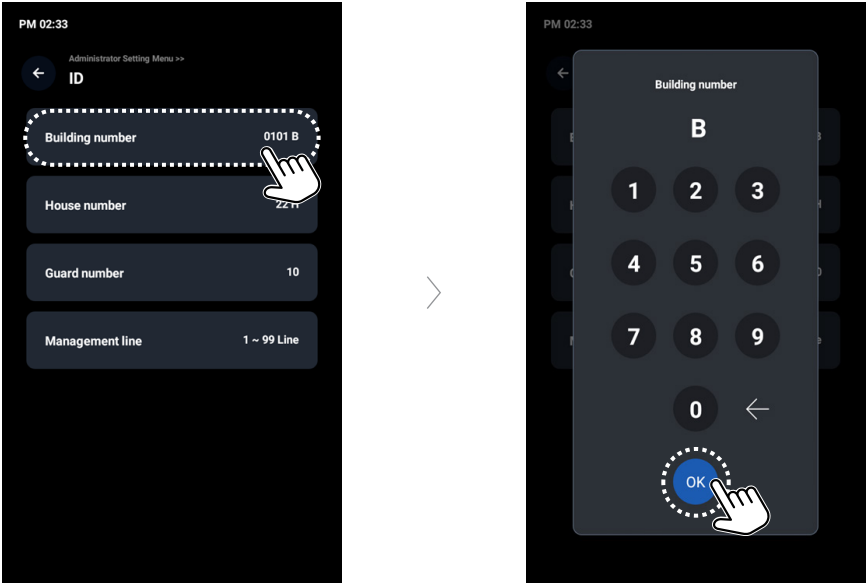 PM 02:33
Administrator Setting Menu >>
ID
Building number 0101 B
House number
Guard number 10
Management line 1 ~ 99 Line
PM 02:33
Building number
B
1 2 3
4 5 6
7 8 9
0
OK